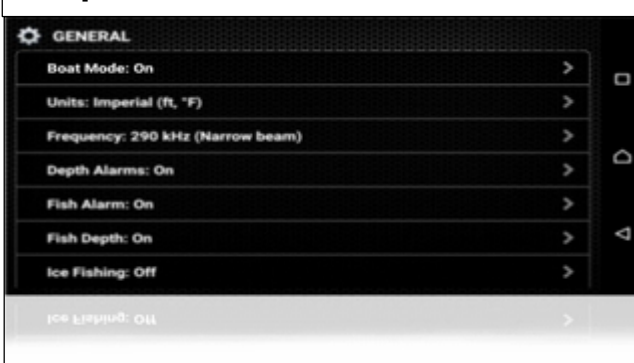 GENERAL
Boat Mode: On
Units: Imperial (ft, °F)
Frequency: 290 kHz (Narrow beam)
Depth Alarms: On
Fish Alarm: On
Fish Depth: On
Ice Fishing: Off